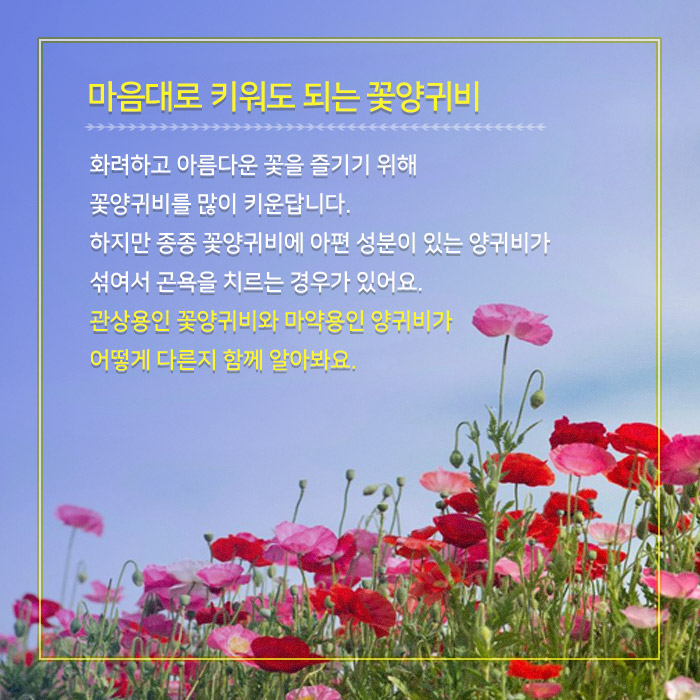 마음대로 키워도 되는 꽃양귀비
화려하고 아름다운 꽃을 즐기기 위해
꽃양귀비를 많이 키운답니다.
하지만 종종 꽃양귀비에 아편 성분이 있는 양귀비가
섞여서 곤욕을 치르는 경우가 있어요.
관상용인 꽃양귀비와 마약용인 양귀비가
어떻게 다른지 함께 알아봐요.